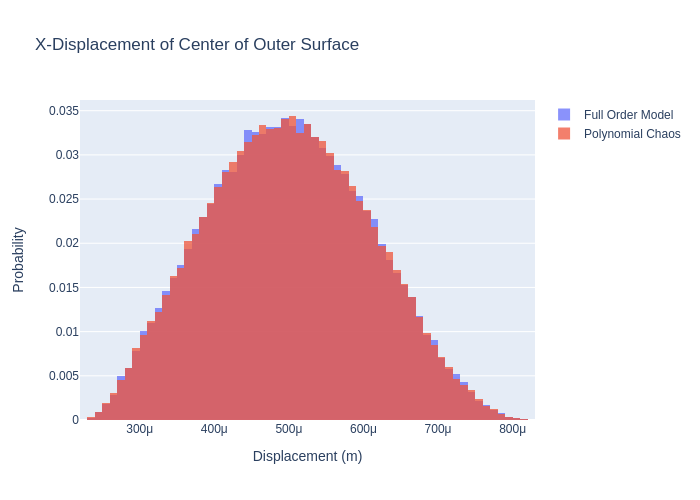 X-Displacement of Center of Outer Surface
Full Order Model
Polynomial Chaos
0.035
0.03
0.025
0.02
0.015
0.01
0.005
0
Probability
300μ 400μ 500μ 600μ 700μ 800μ
Displacement (m)